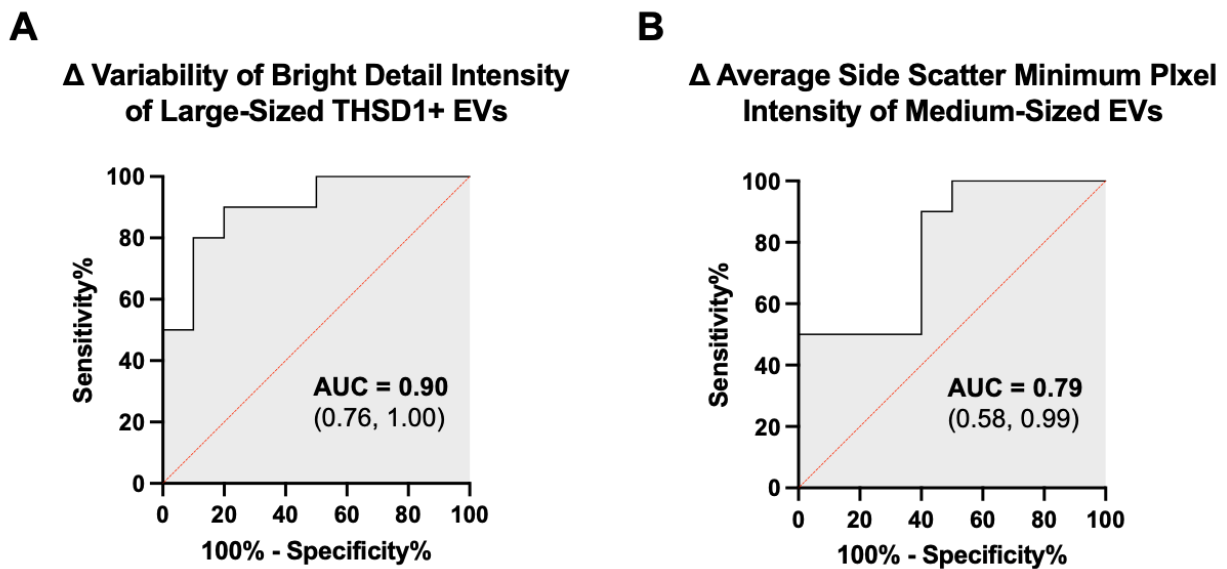 A
Δ Variability of Bright Detail Intensity
of Large-Sized THSD1+ EVs
100
80
60
40
20
0
Sensitivity%
AUC = 0.90
(0.76, 1.00)
0 20 40 60 80 100
100% - Specificity%
B
Δ Average Side Scatter Minimum PIxel
Intensity of Medium-Sized EVs
100
80
60
40
20
0
Sensitivity%
AUC = 0.79
(0.58, 0.99)
0 20 40 60 80 100
100% - Specificity%